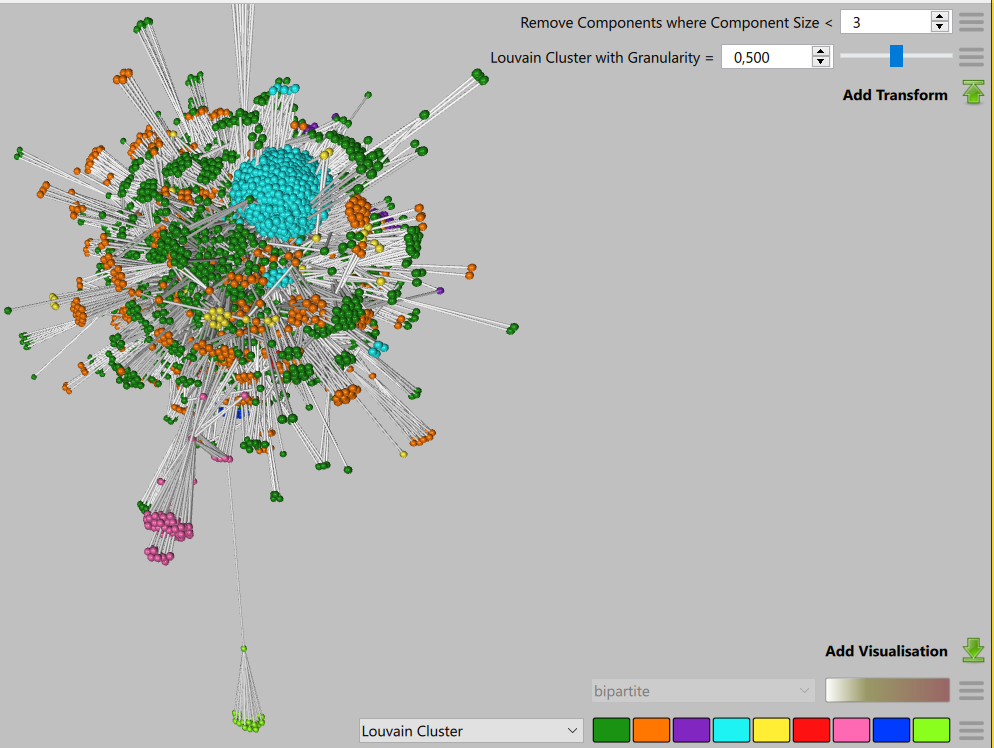 Remove Components where Component Size < 3
Louvain Cluster with Granularity = 0,500
Add Transform
Add Visualisation
bipartite
Louvain Cluster